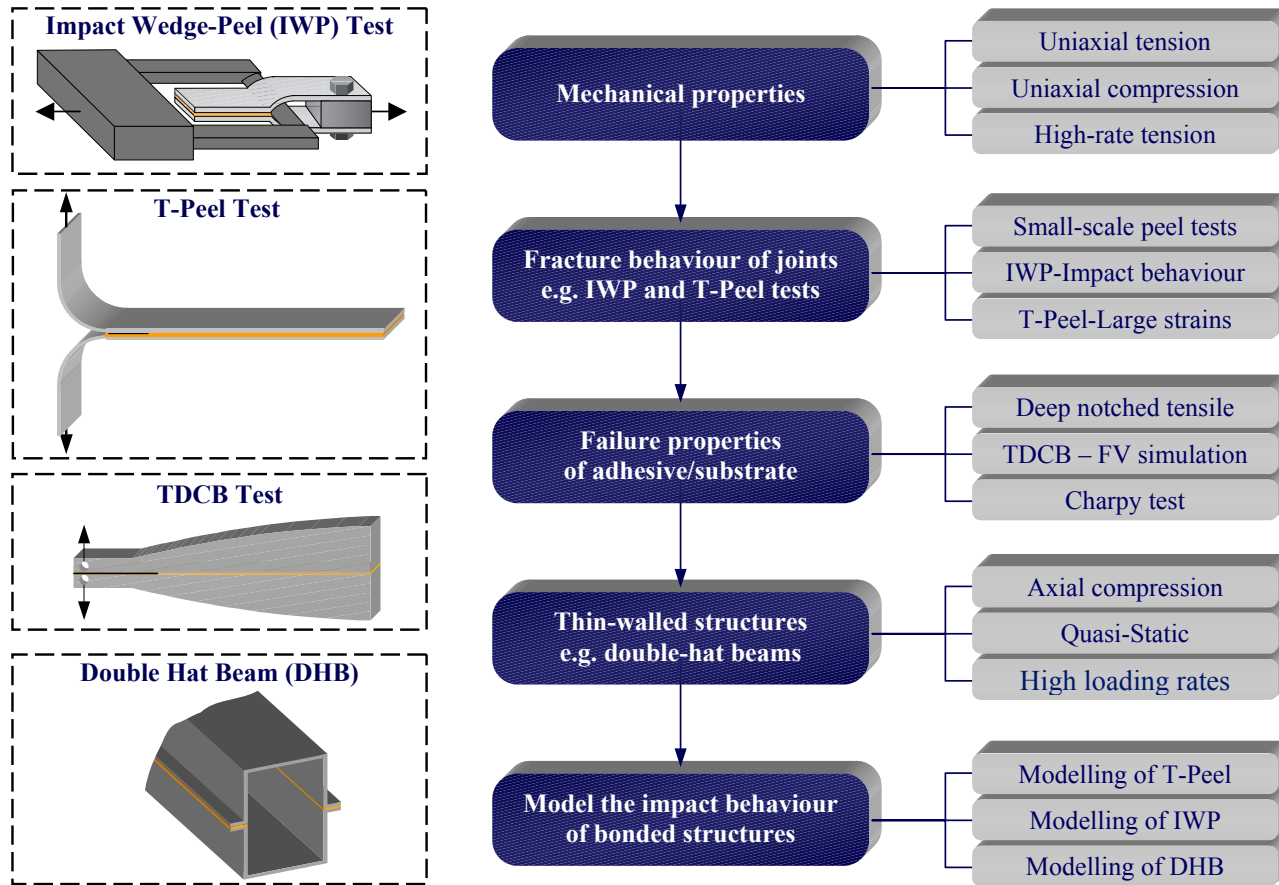 Impact Wedge-Peel (IWP) Test
T-Peel Test
TDCB Test
Double Hat Beam (DHB)
Mechanical properties
Uniaxial tension
Uniaxial compression
High-rate tension
Fracture behaviour of joints
e.g. IWP and T-Peel tests
Small-scale peel tests
IWP-Impact behaviour
T-Peel-Large strains
Failure properties
of adhesive/substrate
Deep notched tensile
TDCB – FV simulation
Charpy test
Thin-walled structures
e.g. double-hat beams
Axial compression
Quasi-Static
High loading rates
Model the impact behaviour
of bonded structures
Modelling of T-Peel
Modelling of IWP
Modelling of DHB